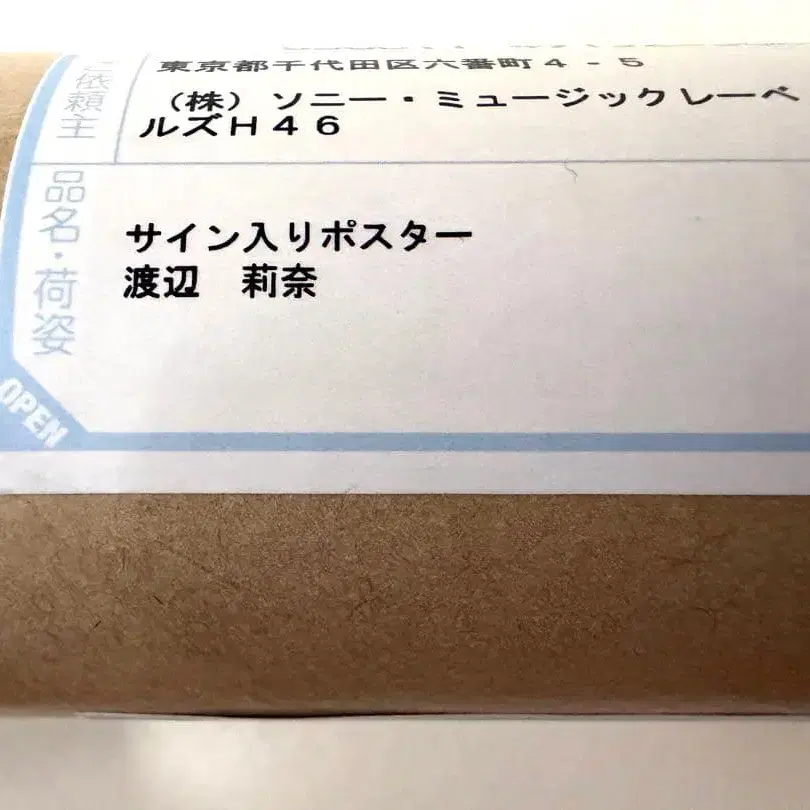 依頼主
東京都千代田区六番町4-5
(株)ソニー・ミュージックレーベ
ルズH46
品名・荷姿
サイン入りポスター
渡辺 莉奈
OPEN